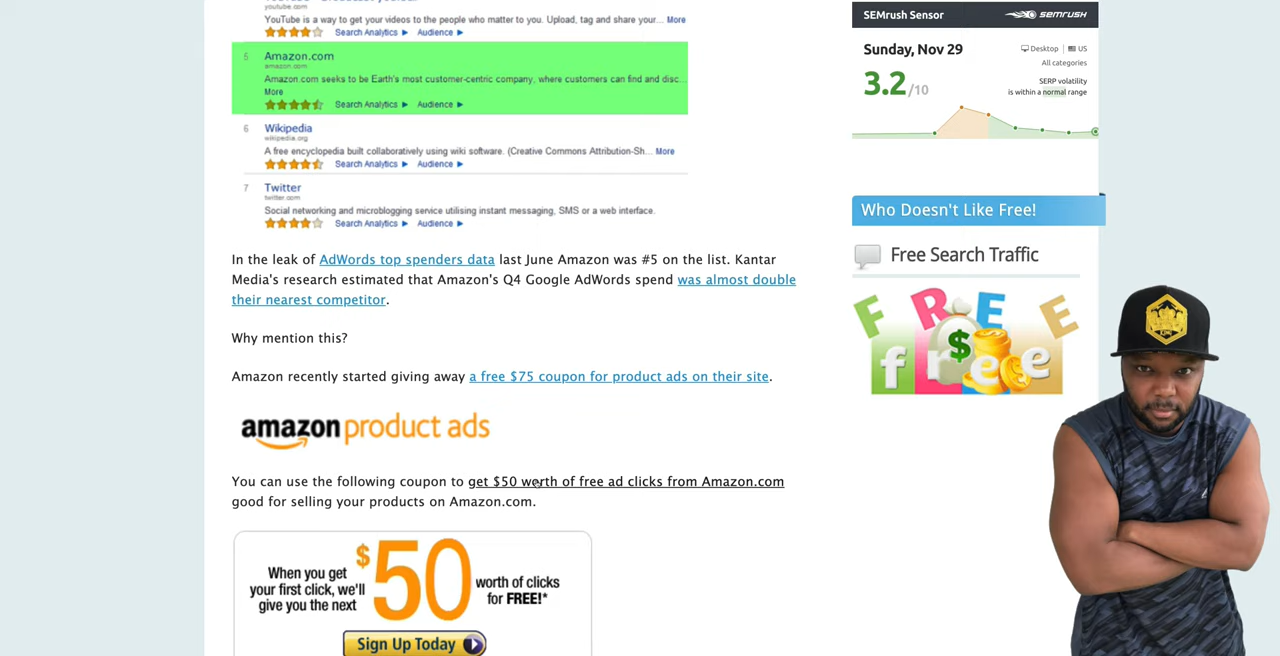 youtube.com
YouTube is a way to get your videos to the people who matter to you. Upload, tag and share your... More
Search Analytics ► Audience ►
5 Amazon.com
amazon.com
Amazon.com seeks to be Earth's most customer-centric company, where customers can find and disc...
More
Search Analytics ► Audience ►
6 Wikipedia
wikipedia.org
A free encyclopedia built collaboratively using wiki software. (Creative Commons Attribution-Sh... More
Search Analytics ► Audience ►
7 Twitter
twitter.com
Social networking and microblogging service utilising instant messaging, SMS or a web interface.
Search Analytics ► Audience ►
In the leak of AdWords top spenders data last June Amazon was #5 on the list. Kantar
Media's research estimated that Amazon's Q4 Google AdWords spend was almost double
their nearest competitor.
Why mention this?
Amazon recently started giving away a free $75 coupon for product ads on their site.
amazon product ads
You can use the following coupon to get $50 worth of free ad clicks from Amazon.com
good for selling your products on Amazon.com.
When you get
your first click, we'll
give you the next
$50
worth of clicks
for FREE!*
Sign Up Today
SEMrush Sensor
SEMRUSH
Sunday, Nov 29
Desktop | US
All categories
3.2/10
SERP volatility
is within a normal range
Who Doesn't Like Free!
Free Search Traffic
FREE
free
$